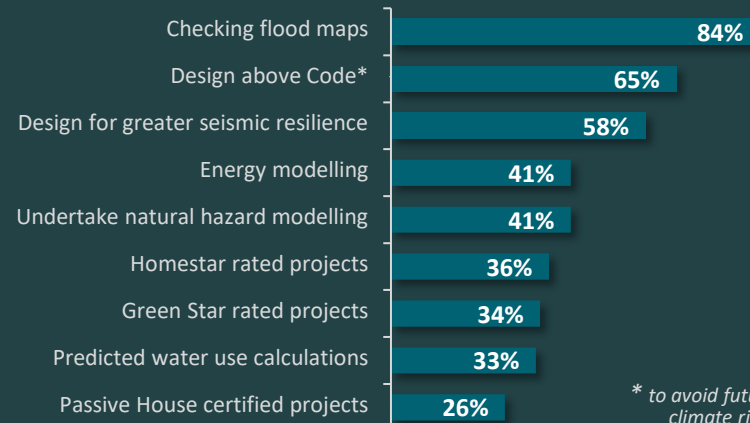 Checking flood maps 84%
Design above Code* 65%
Design for greater seismic resilience 58%
Energy modelling 41%
Undertake natural hazard modelling 41%
Homestar rated projects 36%
Green Star rated projects 34%
Predicted water use calculations 33%
Passive House certified projects 26%
* to avoid
climate